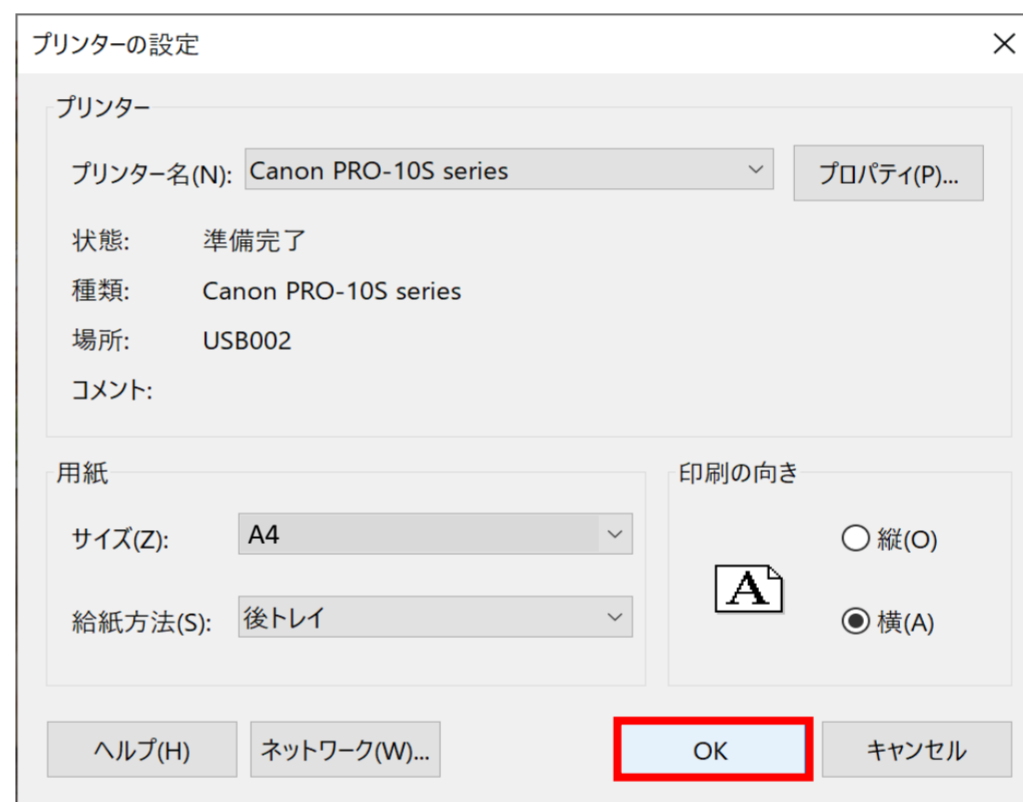 プリンターの設定
プリンター
プリンター名(N): Canon PRO-10S series プロパティ(P)...
状態: 準備完了
種類: Canon PRO-10S series
場所: USB002
コメント:
用紙
サイズ(Z): A4
給紙方法(S): 後トレイ
印刷の向き
A
縦(O)
横(A)
ヘルプ(H) ネットワーク(W)... OK キャンセル